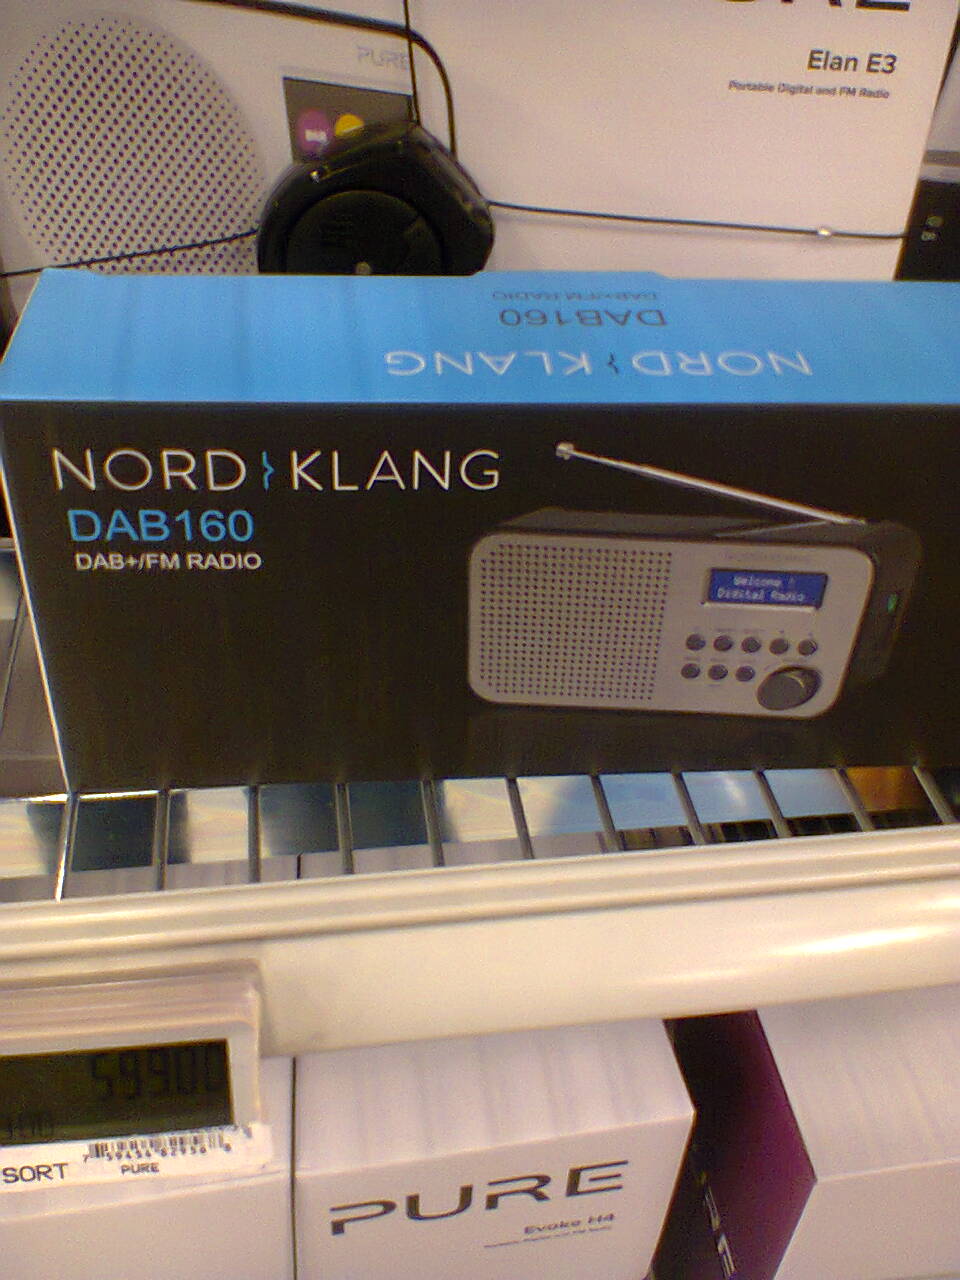 PURE
Elan E3
Portable Digital and FM Radio
DAB+/FM RADIO
DAB160
NORD KLANG
NORD KLANG
DAB160
DAB+/FM RADIO
Welcome !
Digital Radio
599.00
SORT
PURE
PURE
Evoke H4